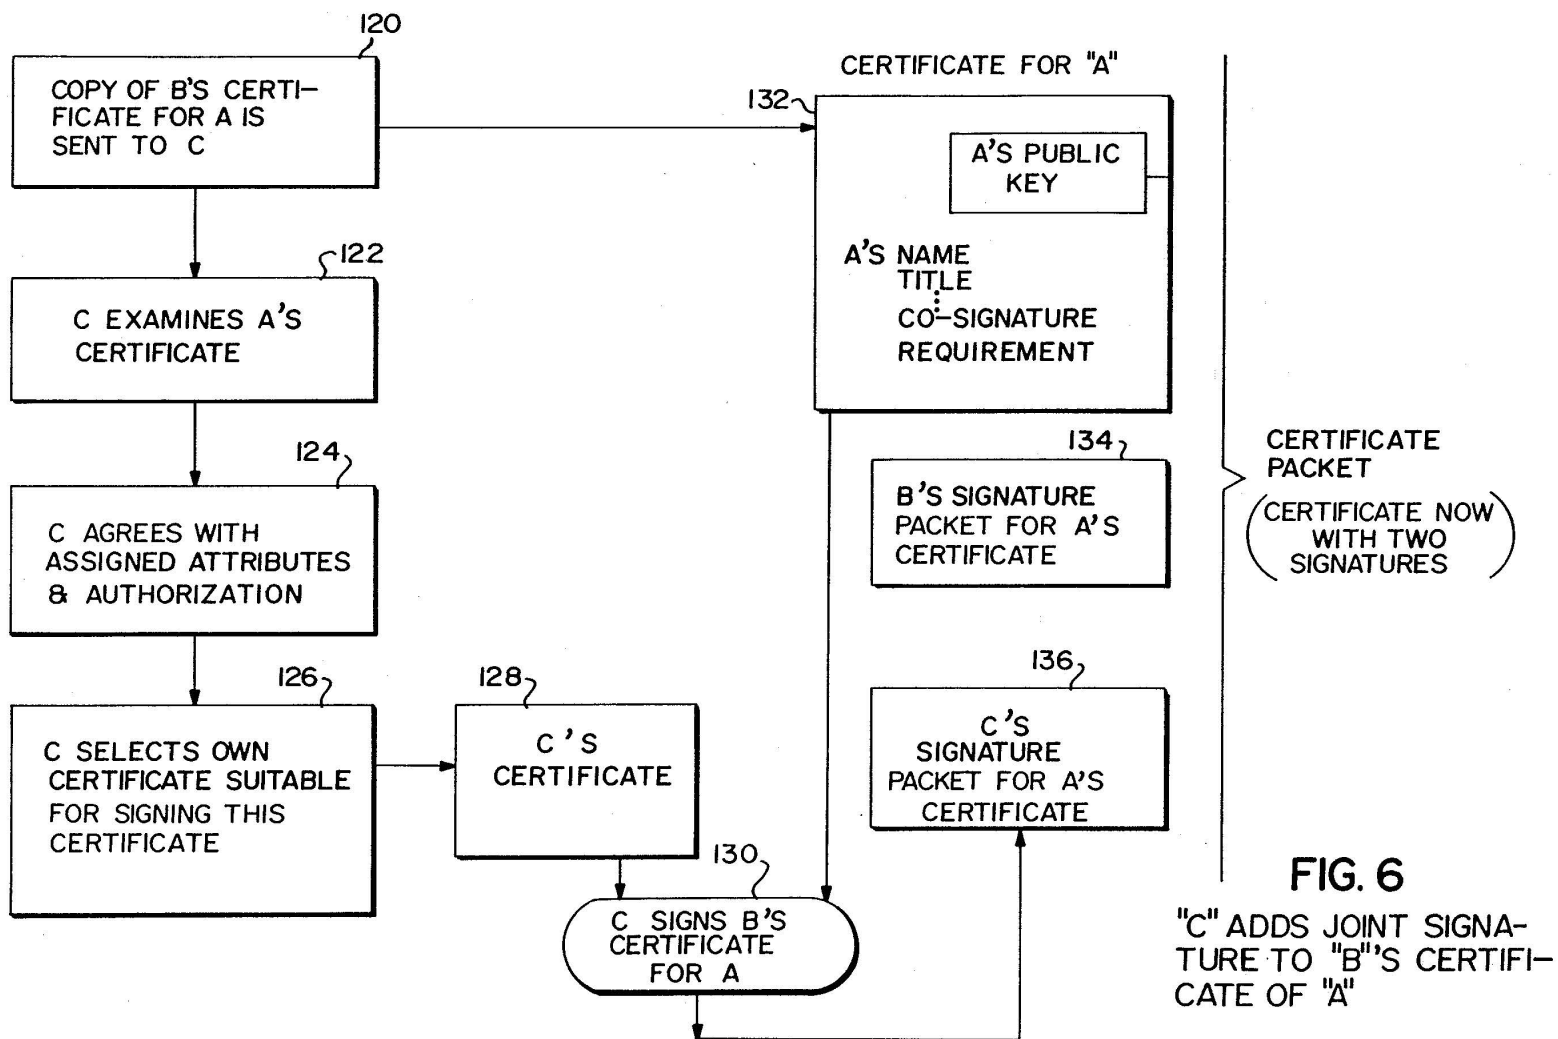 120
COPY OF B'S CERTI-
FICATE FOR A IS
SENT TO C
122
C EXAMINES A'S
CERTIFICATE
124
C AGREES WITH
ASSIGNED ATTRIBUTES
& AUTHORIZATION
126
C SELECTS OWN
CERTIFICATE SUITABLE
FOR SIGNING THIS
CERTIFICATE
128
C'S
CERTIFICATE
130
C SIGNS B'S
CERTIFICATE
FOR A
CERTIFICATE FOR "A"
132
A'S PUBLIC
KEY
A'S NAME
TITLE
CO-SIGNATURE
REQUIREMENT
134
B'S SIGNATURE
PACKET FOR A'S
CERTIFICATE
136
C'S
SIGNATURE
PACKET FOR A'S
CERTIFICATE
CERTIFICATE
PACKET
(CERTIFICATE NOW
WITH TWO
SIGNATURES)
FIG. 6
"C" ADDS JOINT SIGNA-
TURE TO "B"'S CERTIFI-
CATE OF "A"